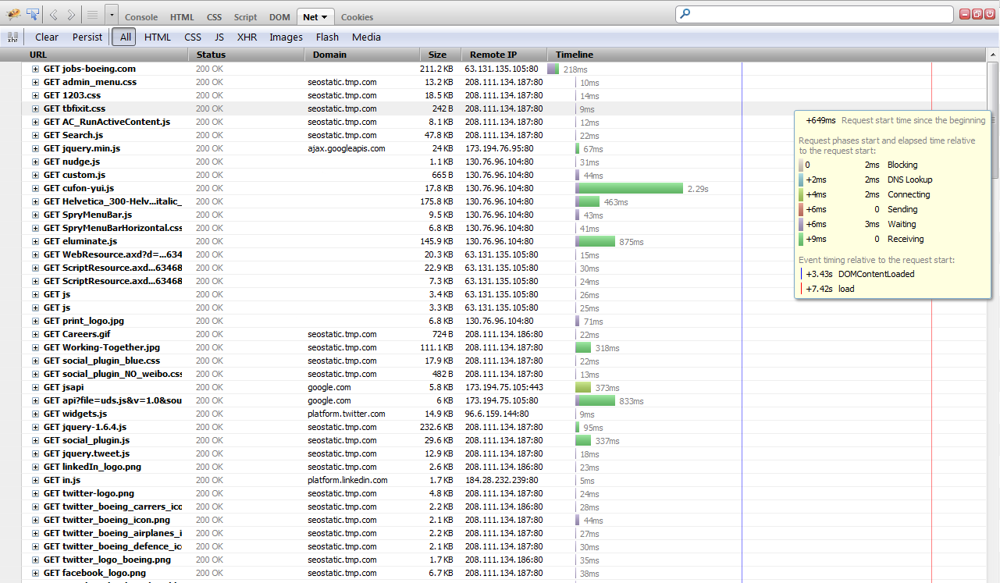 Console HTML CSS Script DOM Net Cookies
Clear Persist All HTML CSS JS XHR Images Flash Media
URL Status Domain Size Remote IP Timeline
GET jobs-boeing.com 200 OK 211.2 KB 63.131.135.105:80 218ms
GET admin_menu.css 200 OK seostatic.tmp.com 13.2 KB 208.111.134.187:80 10ms
GET 1203.css 200 OK seostatic.tmp.com 18.5 KB 208.111.134.187:80 14ms
GET tbfixit.css 200 OK seostatic.tmp.com 242 B 208.111.134.187:80 9ms
GET AC_RunActiveContent.js 200 OK seostatic.tmp.com 8.1 KB 208.111.134.187:80 12ms
GET Search.js 200 OK seostatic.tmp.com 47.8 KB 208.111.134.187:80 22ms
GET jquery.min.js 200 OK ajax.googleapis.com 24 KB 173.194.76.95:80 67ms
GET nudge.js 200 OK 1.1 KB 130.76.96.104:80 31ms
GET custom.js 200 OK 665 B 130.76.96.104:80 44ms
GET cufon-yui.js 200 OK 17.8 KB 130.76.96.104:80 2.29s
GET Helvetica_300-Helv...italic_ 200 OK 175.8 KB 130.76.96.104:80 463ms
GET SpryMenuBar.js 200 OK 9.5 KB 130.76.96.104:80 43ms
GET SpryMenuBarHorizontal.css 200 OK 6.8 KB 130.76.96.104:80 41ms
GET eluminate.js 200 OK 145.9 KB 130.76.96.104:80 875ms
GET WebResource.axd?d=...634 200 OK 20.3 KB 63.131.135.105:80 15ms
GET ScriptResource.axd...63468 200 OK 22.9 KB 63.131.135.105:80 30ms
GET ScriptResource.axd...63468 200 OK 7.3 KB 63.131.135.105:80 24ms
GET js 200 OK 3.4 KB 63.131.135.105:80 26ms
GET js 200 OK 3.3 KB 63.131.135.105:80 25ms
GET print_logo.jpg 200 OK 6.8 KB 130.76.96.104:80 71ms
GET Careers.gif 200 OK seostatic.tmp.com 724 B 208.111.134.186:80 22ms
GET Working-Together.jpg 200 OK seostatic.tmp.com 111.1 KB 208.111.134.187:80 318ms
GET social_plugin_blue.css 200 OK seostatic.tmp.com 17.9 KB 208.111.134.187:80 22ms
GET social_plugin_NO_weibo.css 200 OK seostatic.tmp.com 482 B 208.111.134.187:80 13ms
GET jsapi 200 OK google.com 5.8 KB 173.194.75.105:443 373ms
GET api?file=uds.js&v=1.0&sou 200 OK google.com 6 KB 173.194.75.105:80 833ms
GET widgets.js 200 OK platform.twitter.com 14.9 KB 96.6.159.144:80 9ms
GET jquery-1.6.4.js 200 OK seostatic.tmp.com 232.6 KB 208.111.134.187:80 95ms
GET social_plugin.js 200 OK seostatic.tmp.com 29.6 KB 208.111.134.187:80 337ms
GET jquery.tweet.js 200 OK seostatic.tmp.com 12.9 KB 208.111.134.187:80 18ms
GET linkedIn_logo.png 200 OK seostatic.tmp.com 2.6 KB 208.111.134.186:80 23ms
GET in.js 200 OK platform.linkedin.com 1.7 KB 184.28.232.239:80 5ms
GET twitter-logo.png 200 OK seostatic.tmp.com 4.8 KB 208.111.134.187:80 24ms
GET twitter_boeing_carrers_ico 200 OK seostatic.tmp.com 2.2 KB 208.111.134.186:80 28ms
GET twitter_boeing_icon.png 200 OK seostatic.tmp.com 2.1 KB 208.111.134.187:80 44ms
GET twitter_boeing_airplanes_i 200 OK seostatic.tmp.com 2.2 KB 208.111.134.187:80 27ms
GET twitter_boeing_defence_ico 200 OK seostatic.tmp.com 2.1 KB 208.111.134.187:80 30ms
GET twitter_logo_boeing.png 200 OK seostatic.tmp.com 1.7 KB 208.111.134.186:80 35ms
GET facebook_logo.png 200 OK seostatic.tmp.com 6.7 KB 208.111.134.187:80 38ms
+649ms Request start time since the beginning
Request phases start and elapsed time relative
to the request start:
0 2ms Blocking
+2ms 2ms DNS Lookup
+4ms 2ms Connecting
+6ms 0 Sending
+6ms 3ms Waiting
+9ms 0 Receiving
Event timing relative to the request start:
+3.43s DOMContentLoaded
+7.42s load